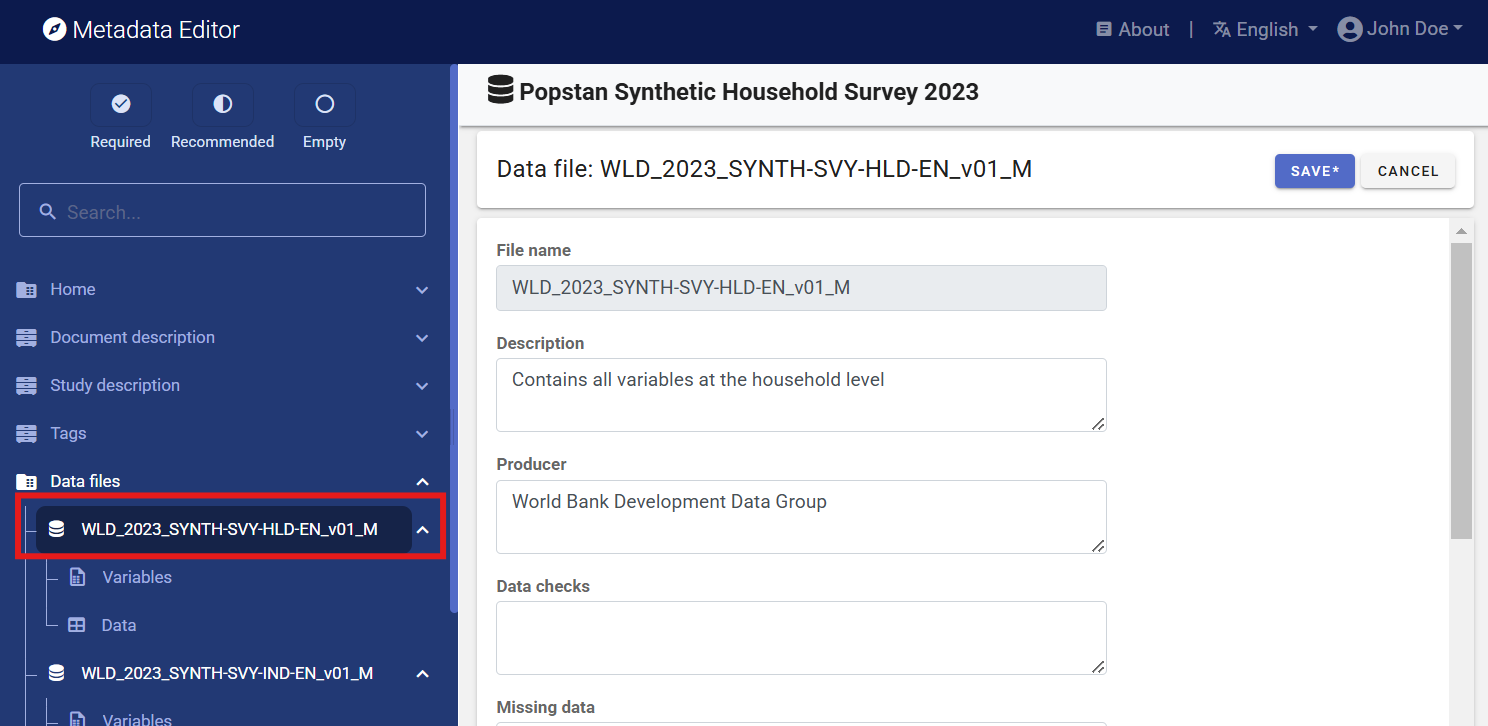 Metadata Editor
About | English John Doe
Required Recommended Empty
Search...
Home
Document description
Study description
Tags
Data files
WLD_2023_SYNTH-SVY-HLD-EN_v01_M
Variables
Data
WLD_2023_SYNTH-SVY-IND-EN_v01_M
Variables
Popstan Synthetic Household Survey 2023
Data file: WLD_2023_SYNTH-SVY-HLD-EN_v01_M
SAVE* CANCEL
File name
WLD_2023_SYNTH-SVY-HLD-EN_v01_M
Description
Contains all variables at the household level
Producer
World Bank Development Data Group
Data checks
Missing data